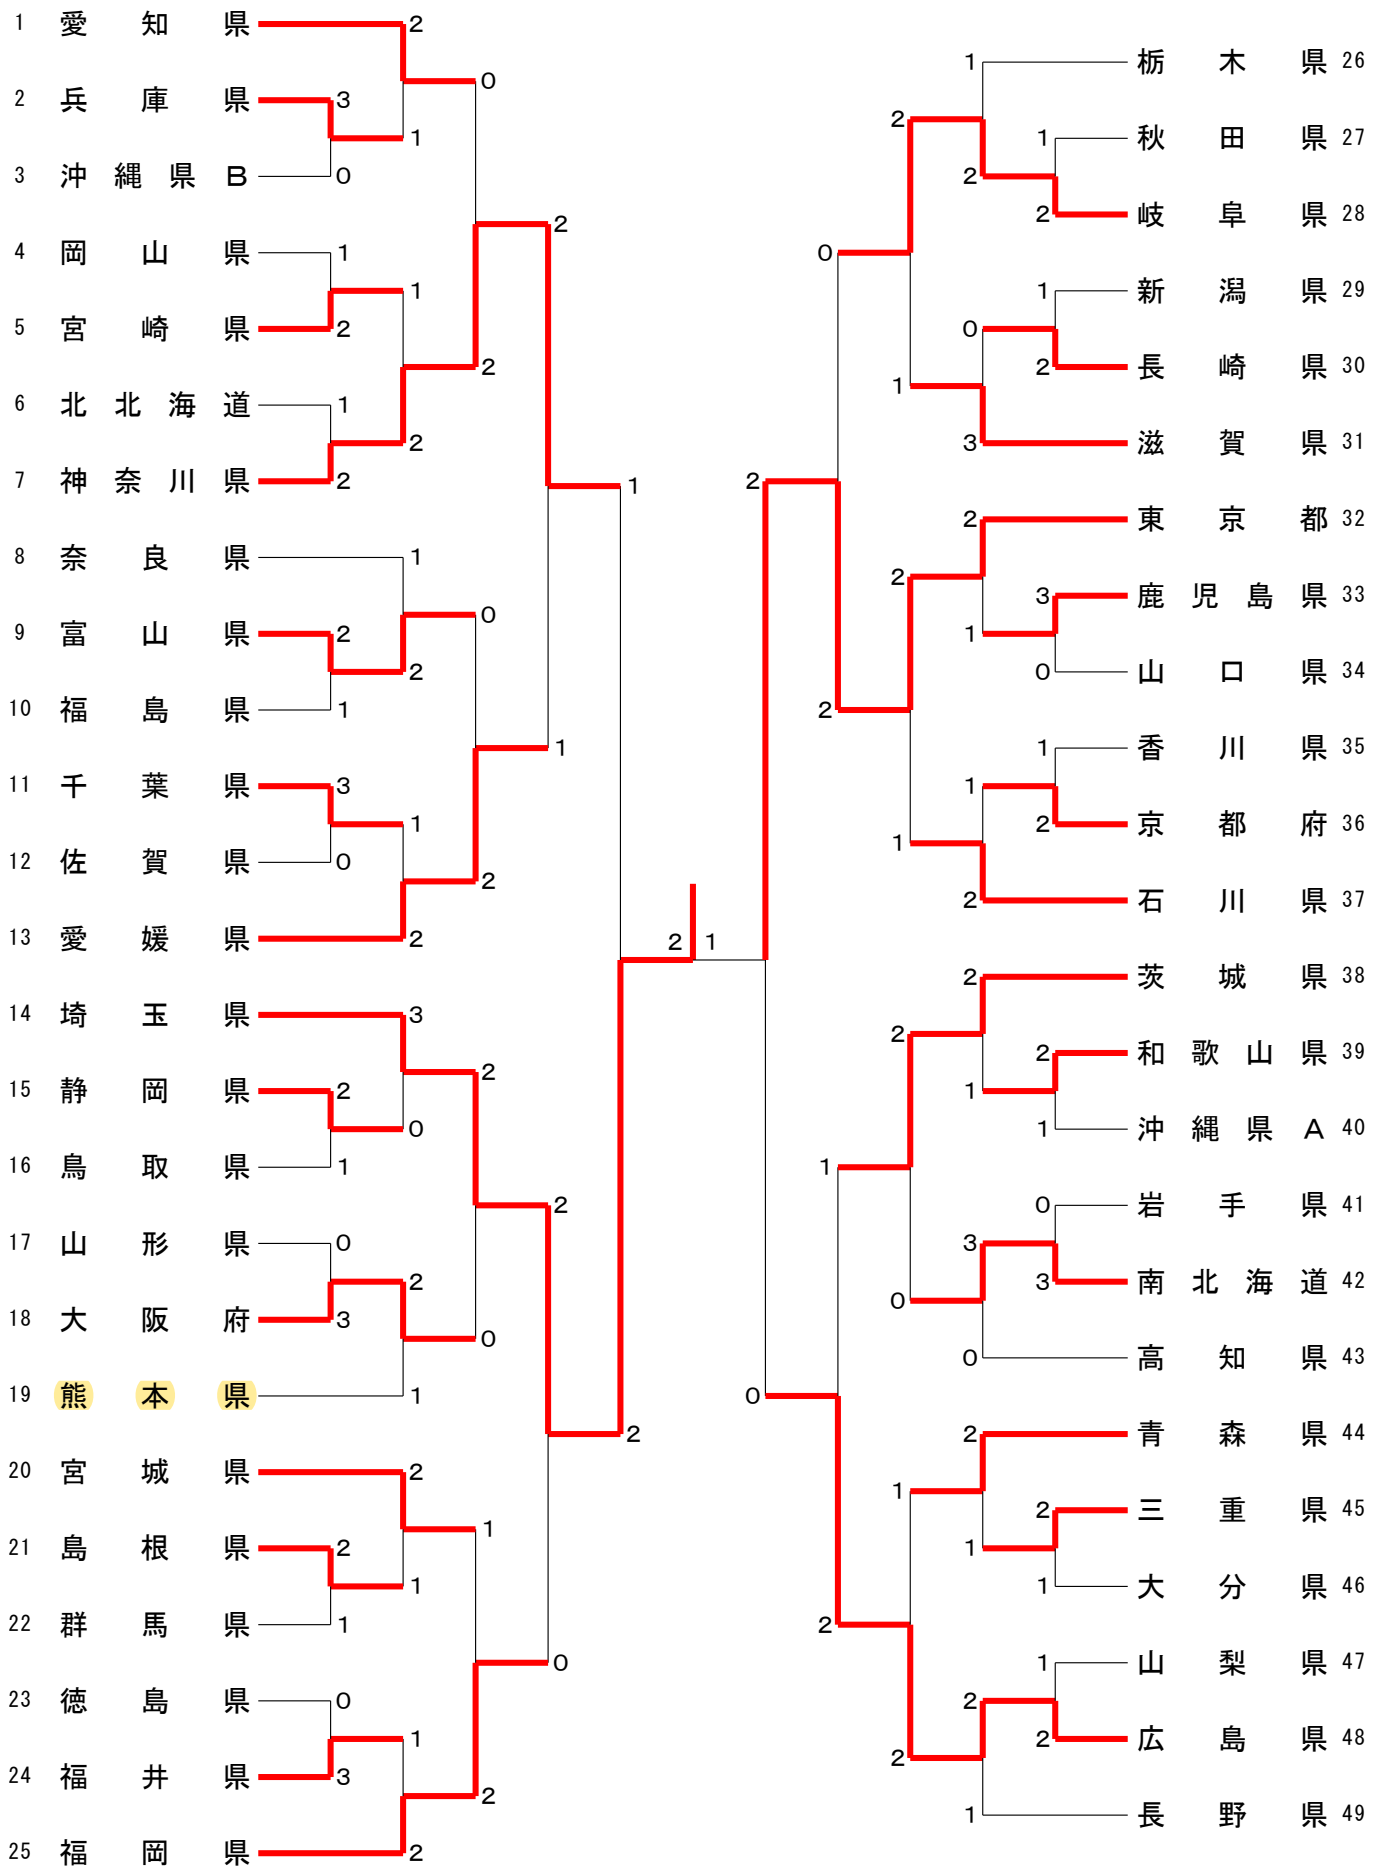 1 愛知県 2
0
2 兵庫県 3
1
3 沖縄県B 0
2
4 岡山県 1
1
5 宮崎県 2
2
6 北北海道 1
2
7 神奈川県 2
1
8 奈良県 1
0
9 富山県 2
2
10 福島県 1
1
11 千葉県 3
1
12 佐賀県 0
2
13 愛媛県 2
2 1
14 埼玉県 3
2
15 静岡県 2
0
16 鳥取県 1
2
17 山形県 0
2
18 大阪府 3
0
19 熊本県 1
2
20 宮城県 2
1
21 島根県 2
1
22 群馬県 1
0
23 徳島県 0
1
24 福井県 3
2
25 福岡県 2
1 栃木県 26
2
1 秋田県 27
2
2 岐阜県 28
0
1 新潟県 29
0
2 長崎県 30
1
3 滋賀県 31
2
2 東京都 32
2
3 鹿児島県 33
1
0 山口県 34
2
1 香川県 35
1
2 京都府 36
1
2 石川県 37
2 茨城県 38
2
2 和歌山県 39
1
1 沖縄県A 40
1
0 岩手県 41
3
3 南北海道 42
0
0 高知県 43
0
2 青森県 44
1
2 三重県 45
1
1 大分県 46
2
1 山梨県 47
2
2 広島県 48
2
1 長野県 49